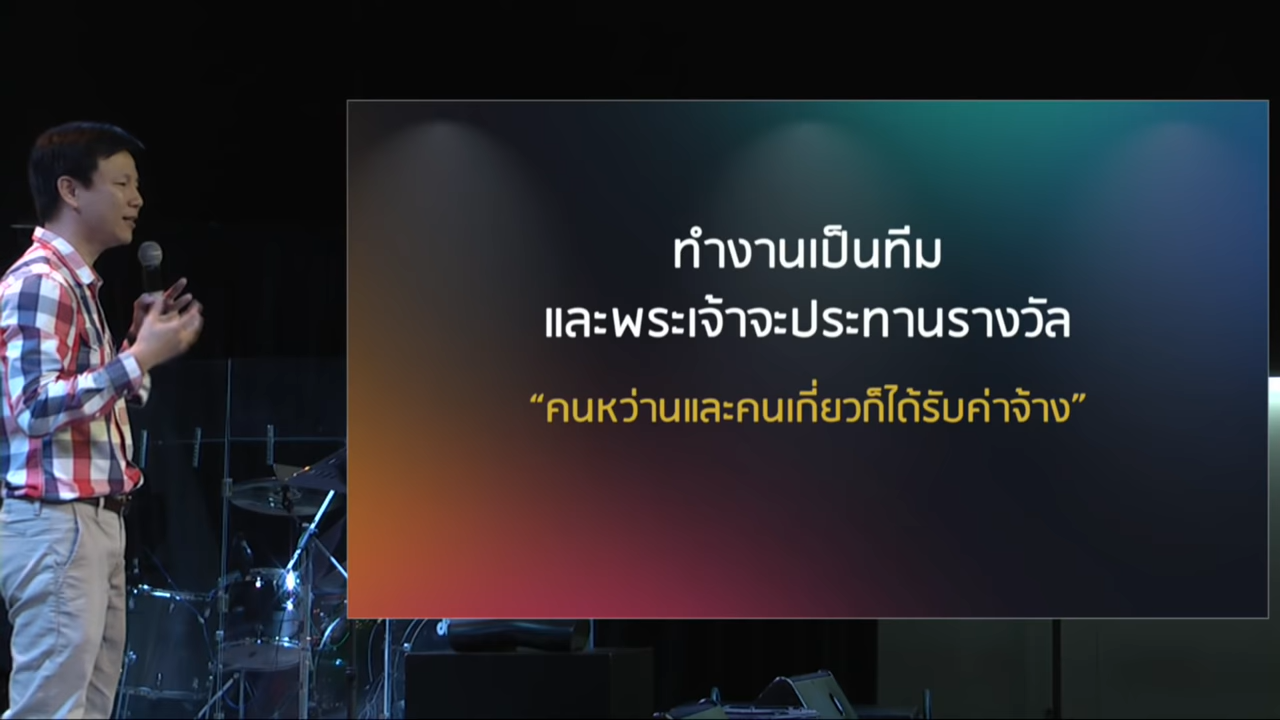 ทำงานเป็นทีม
และพระเจ้าจะประทานรางวัล
“คนหว่านและคนเกี่ยวก็ได้รับค่าจ้าง”